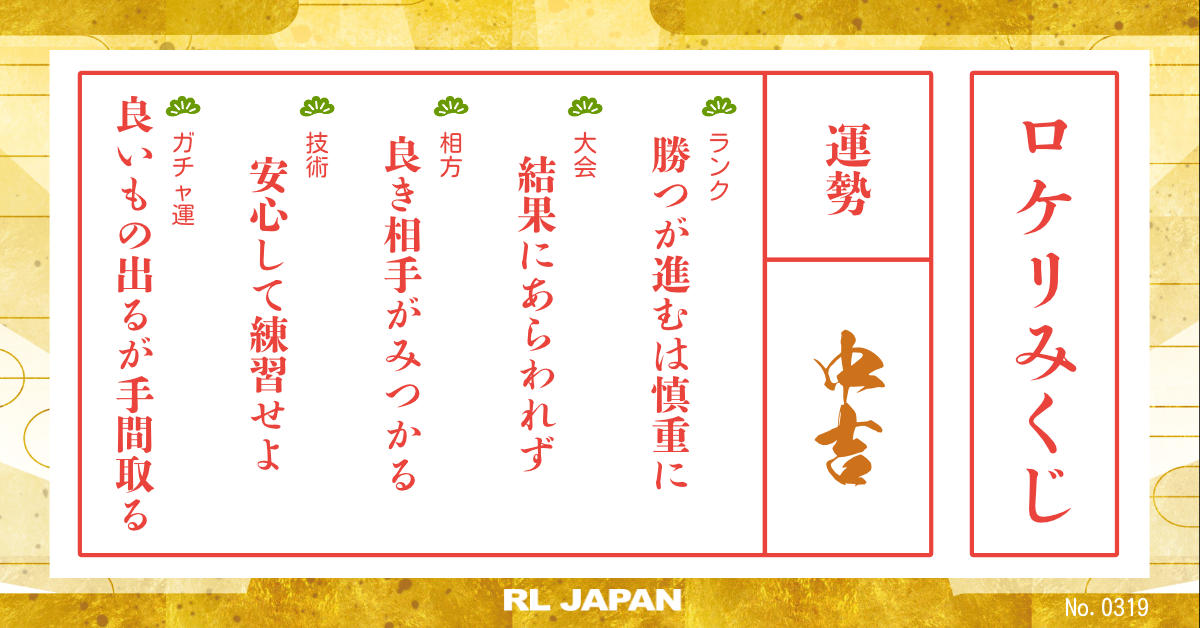 ロケリみくじ
運勢
中吉
ランク
勝つが進むは慎重に
大会
結果にあらわれず
相方
良き相手がみつかる
技術
安心して練習せよ
ガチャ運
良いもの出るが手間取る
RL JAPAN
No.0319